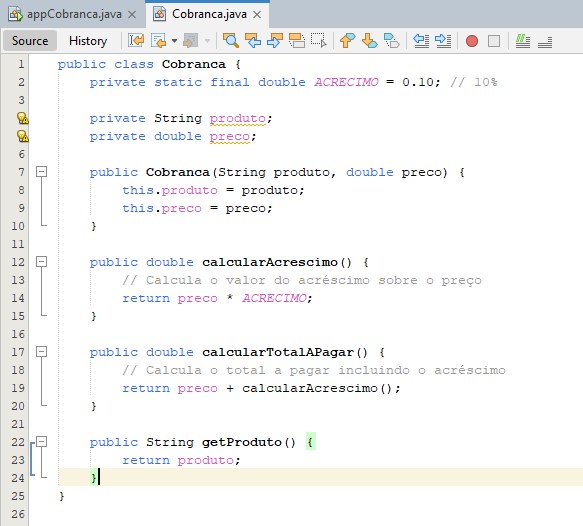 appCobranca.java × Cobranca.java ×
Source History
1 public class Cobranca {
2 private static final double ACRECIMO = 0.10; // 10%
3
private String produto;
private double preco;
6
7 public Cobranca(String produto, double preco) {
8 this.produto = produto;
9 this.preco = preco;
10 }
11
12 public double calcularAcrescimo() {
13 // Calcula o valor do acréscimo sobre o preço
14 return preco * ACRECIMO;
15 }
16
17 public double calcularTotalAPagar() {
18 // Calcula o total a pagar incluindo o acréscimo
19 return preco + calcularAcrescimo();
20 }
21
22 public String getProduto() {
23 return produto;
24 }
25 }
26